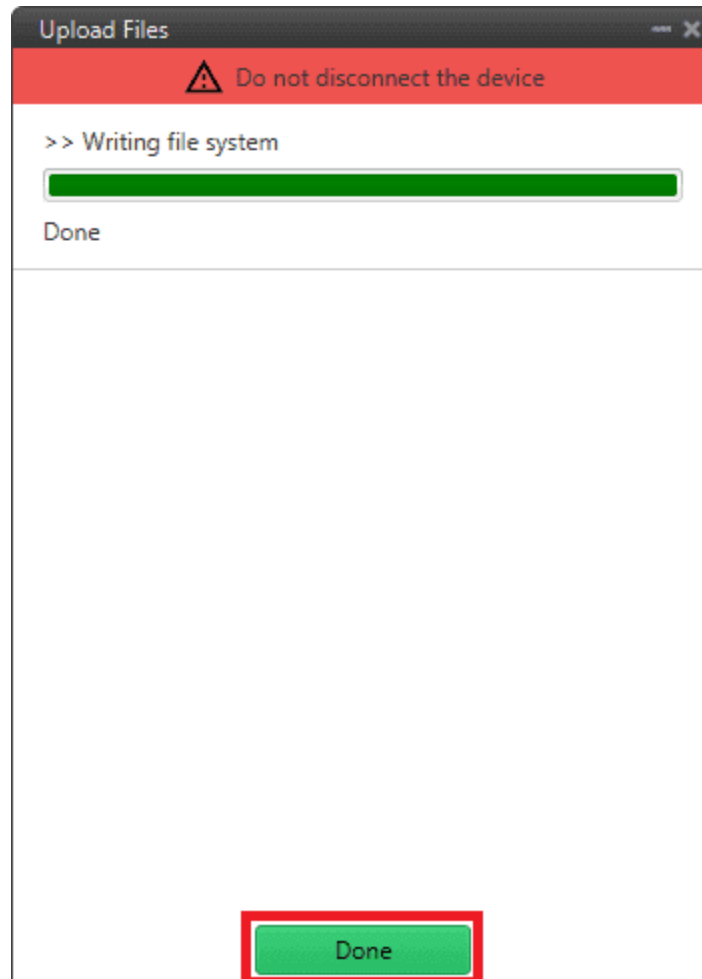 Upload Files
Do not disconnect the device
>> Writing file system
Done
Done